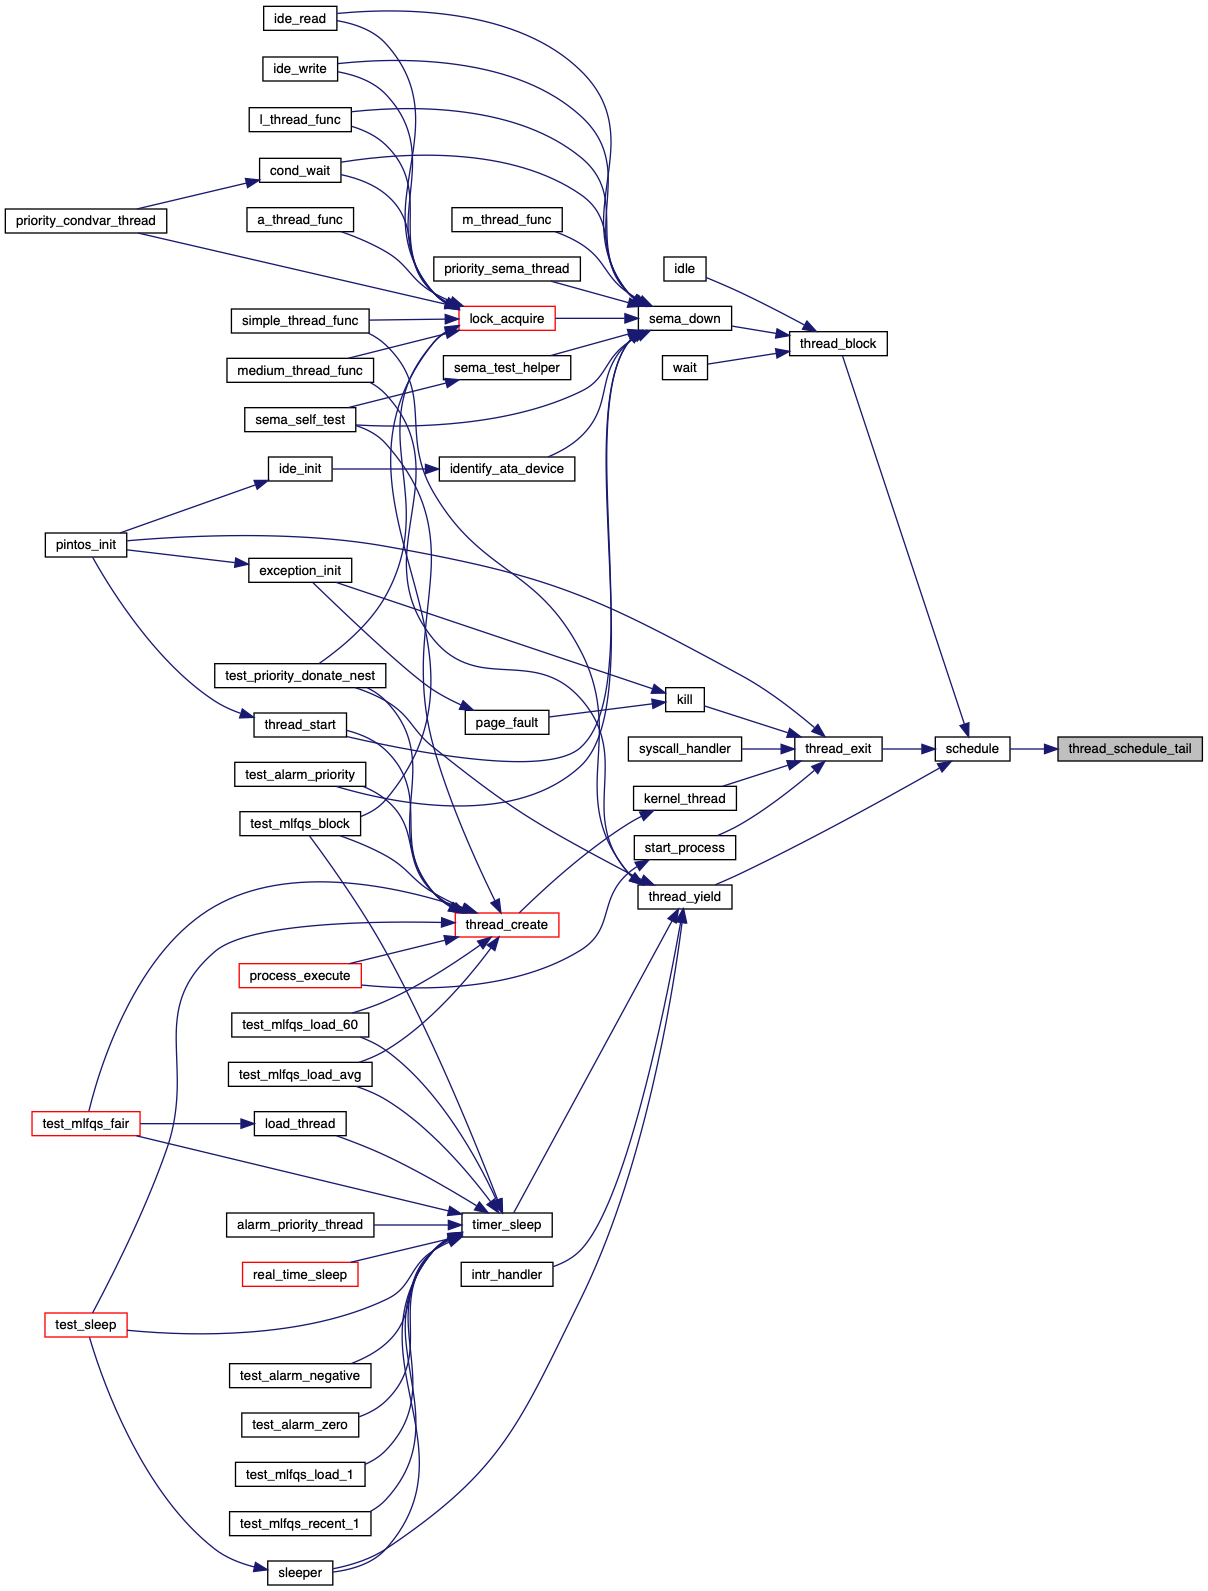 ide_read
ide_write
l_thread_func
cond_wait
priority_condvar_thread
a_thread_func
m_thread_func
priority_sema_thread
idle
simple_thread_func
lock_acquire
sema_down
thread_block
medium_thread_func
sema_test_helper
wait
sema_self_test
ide_init
identify_ata_device
pintos_init
exception_init
test_priority_donate_nest
kill
thread_start
page_fault
syscall_handler
thread_exit
schedule
thread_schedule_tail
test_alarm_priority
kernel_thread
test_mlfqs_block
start_process
thread_yield
thread_create
process_execute
test_mlfqs_load_60
test_mlfqs_load_avg
test_mlfqs_fair
load_thread
alarm_priority_thread
timer_sleep
real_time_sleep
intr_handler
test_sleep
test_alarm_negative
test_alarm_zero
test_mlfqs_load_1
test_mlfqs_recent_1
sleeper